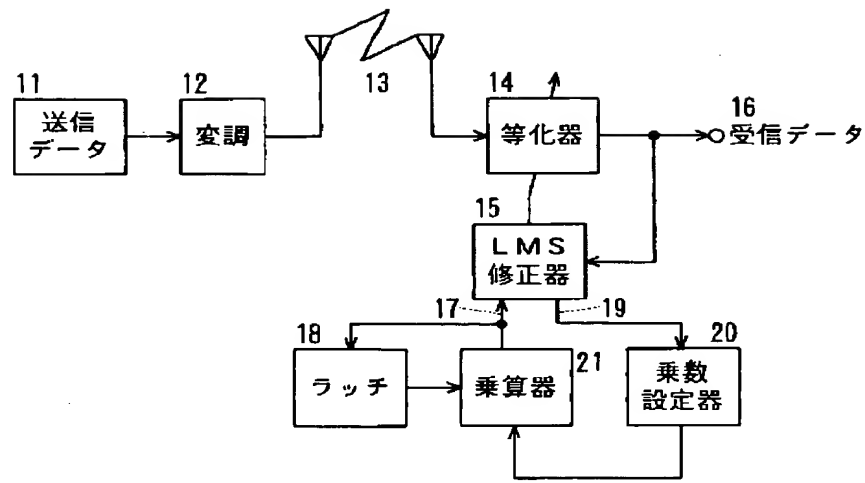 11
送信
データ
12
変調
13
14
等化器
16
受信データ
15
LMS
修正器
17
19
18
ラッチ
乗算器
21
20
乗数
設定器